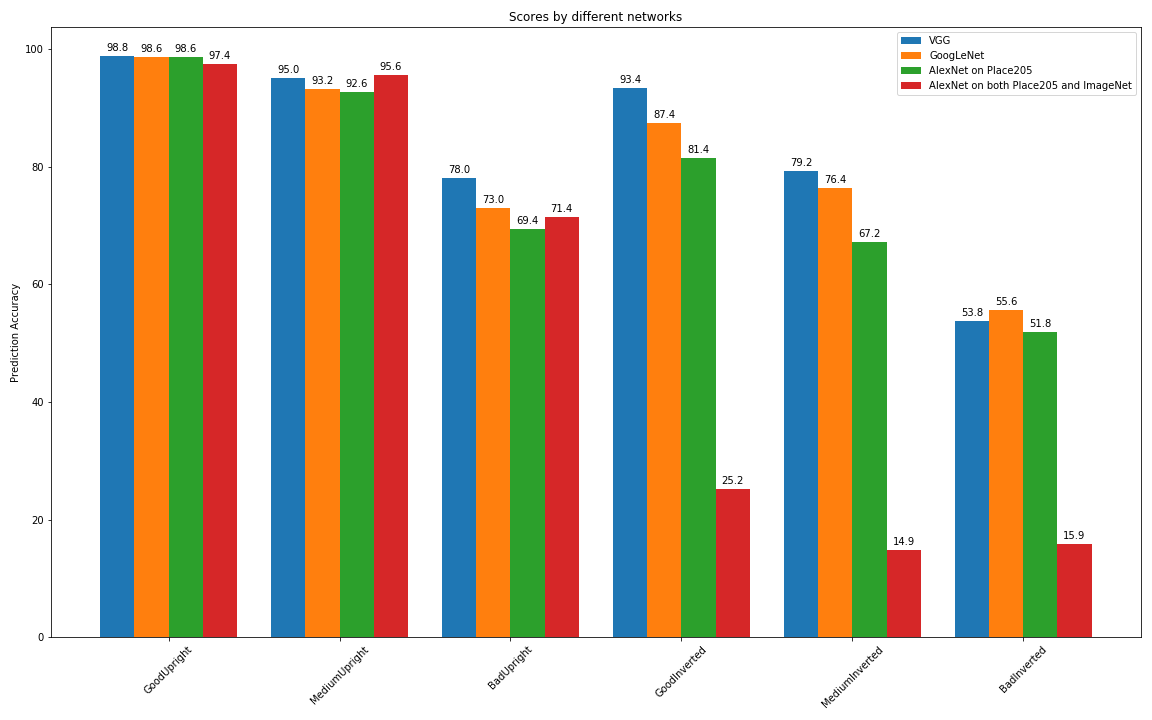 Scores by different networks
VGG
GoogLeNet
AlexNet on Place205
AlexNet on both Place205 and ImageNet
Prediction Accuracy
100
80
60
40
20
0
98.8 98.6 98.6 97.4
95.0 93.2 92.6 95.6
78.0 73.0 69.4 71.4
93.4 87.4 81.4 25.2
79.2 76.4 67.2 14.9
53.8 55.6 51.8 15.9
GoodUpright
MediumUpright
BadUpright
GoodInverted
MediumInverted
BadInverted